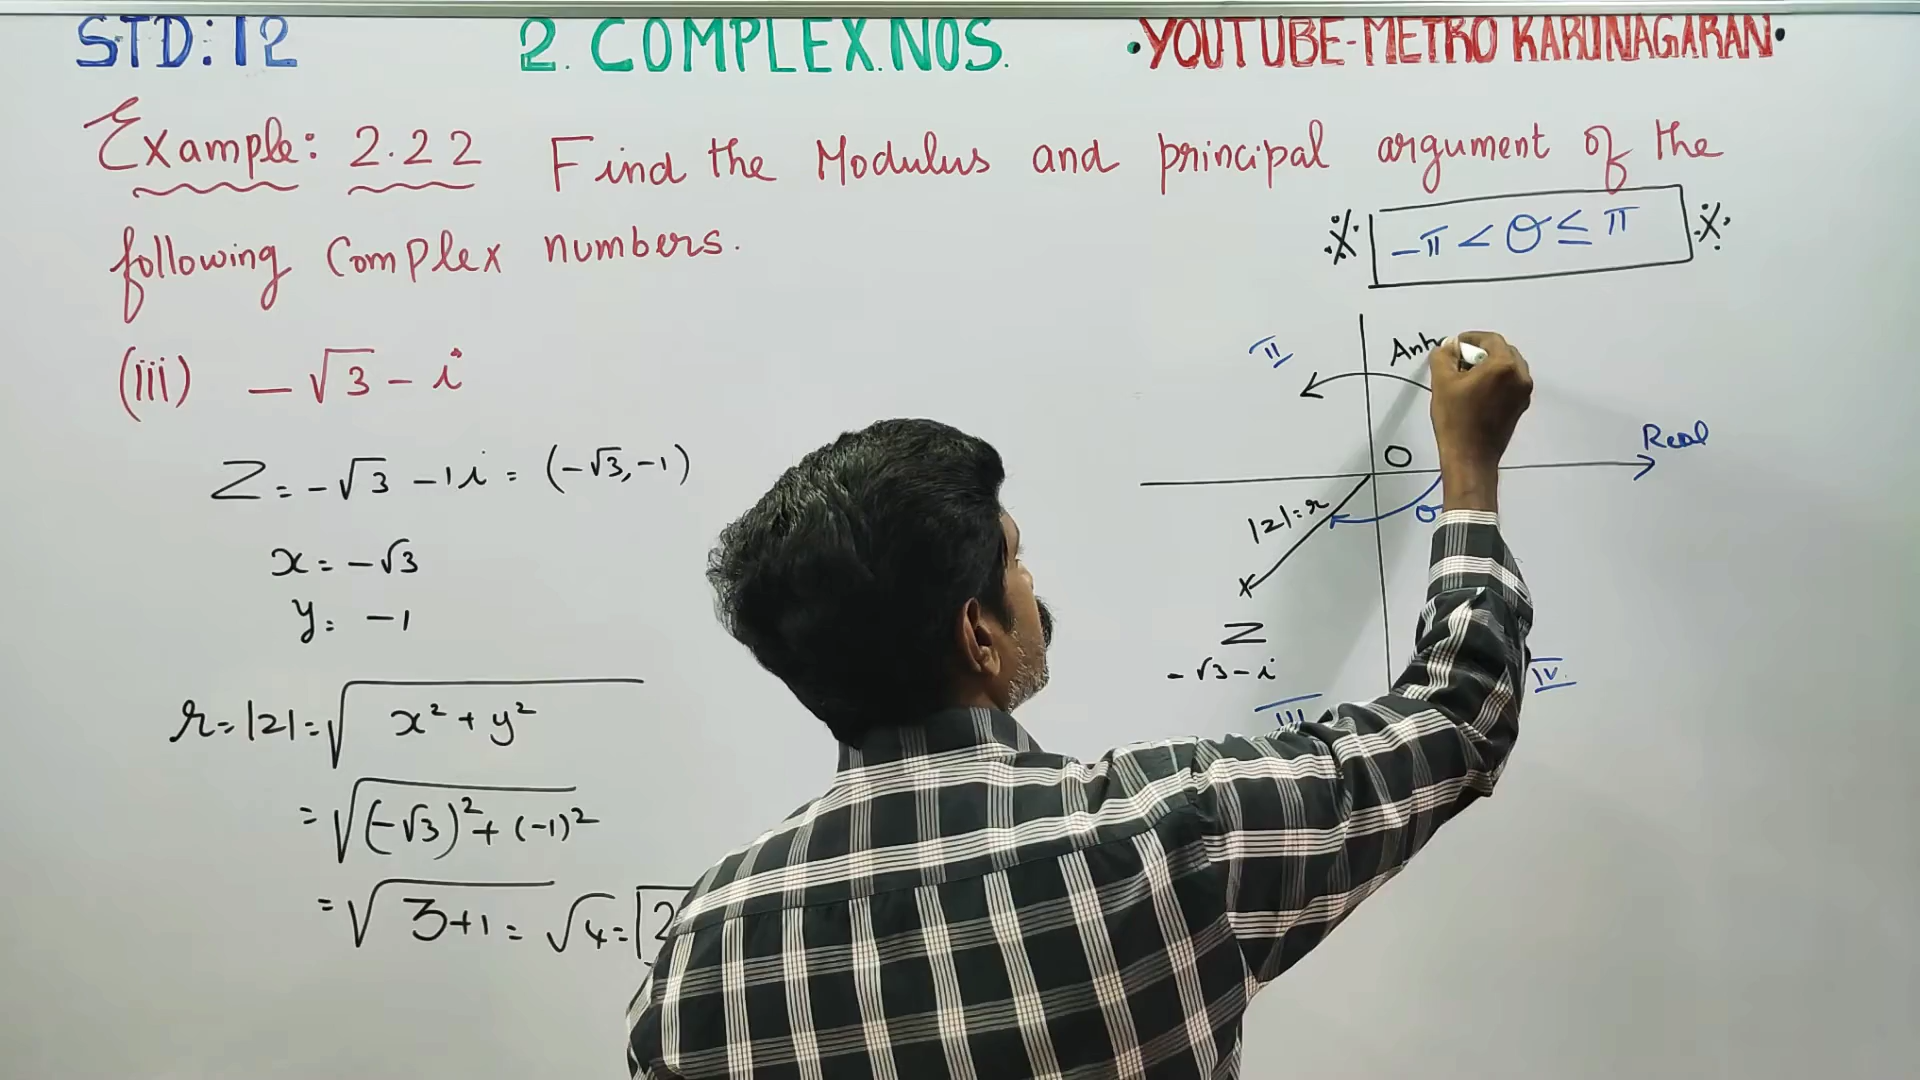 STD: 12 2. COMPLEX.NOS. •YOUTUBE-METRO KARUNAGARAN•
Example: 2.22 Find the Modulus and principal argument of the
following Complex numbers.
-π < θ ≤ π
(iii) -√3 - i
II
Real
O
Z = -√3 - 1i = (-√3, -1)
|z| = r
θ
x = -√3
y = -1
Z
-√3 - i
III
IV
r = |z| = √x² + y²
= √(-√3)² + (-1)²
= √3+1 = √4 = 2